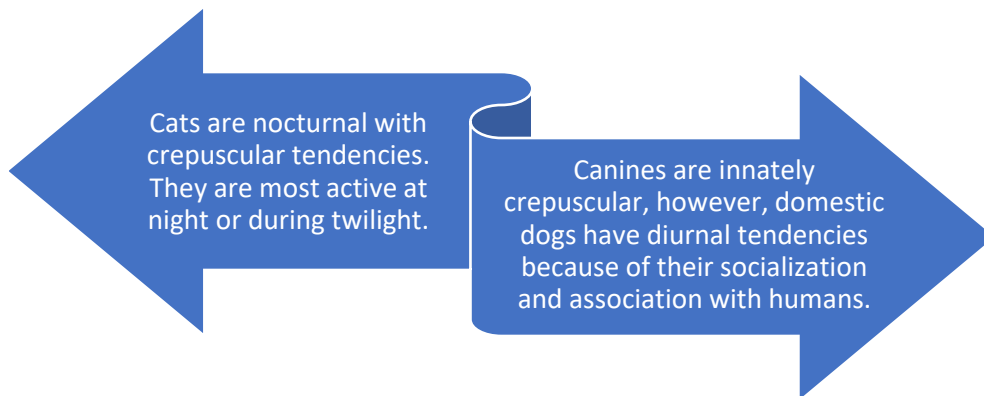 Cats are nocturnal with
crepuscular tendencies.
They are most active at
night or during twilight.
Canines are innately
crepuscular, however, domestic
dogs have diurnal tendencies
because of their socialization
and association with humans.